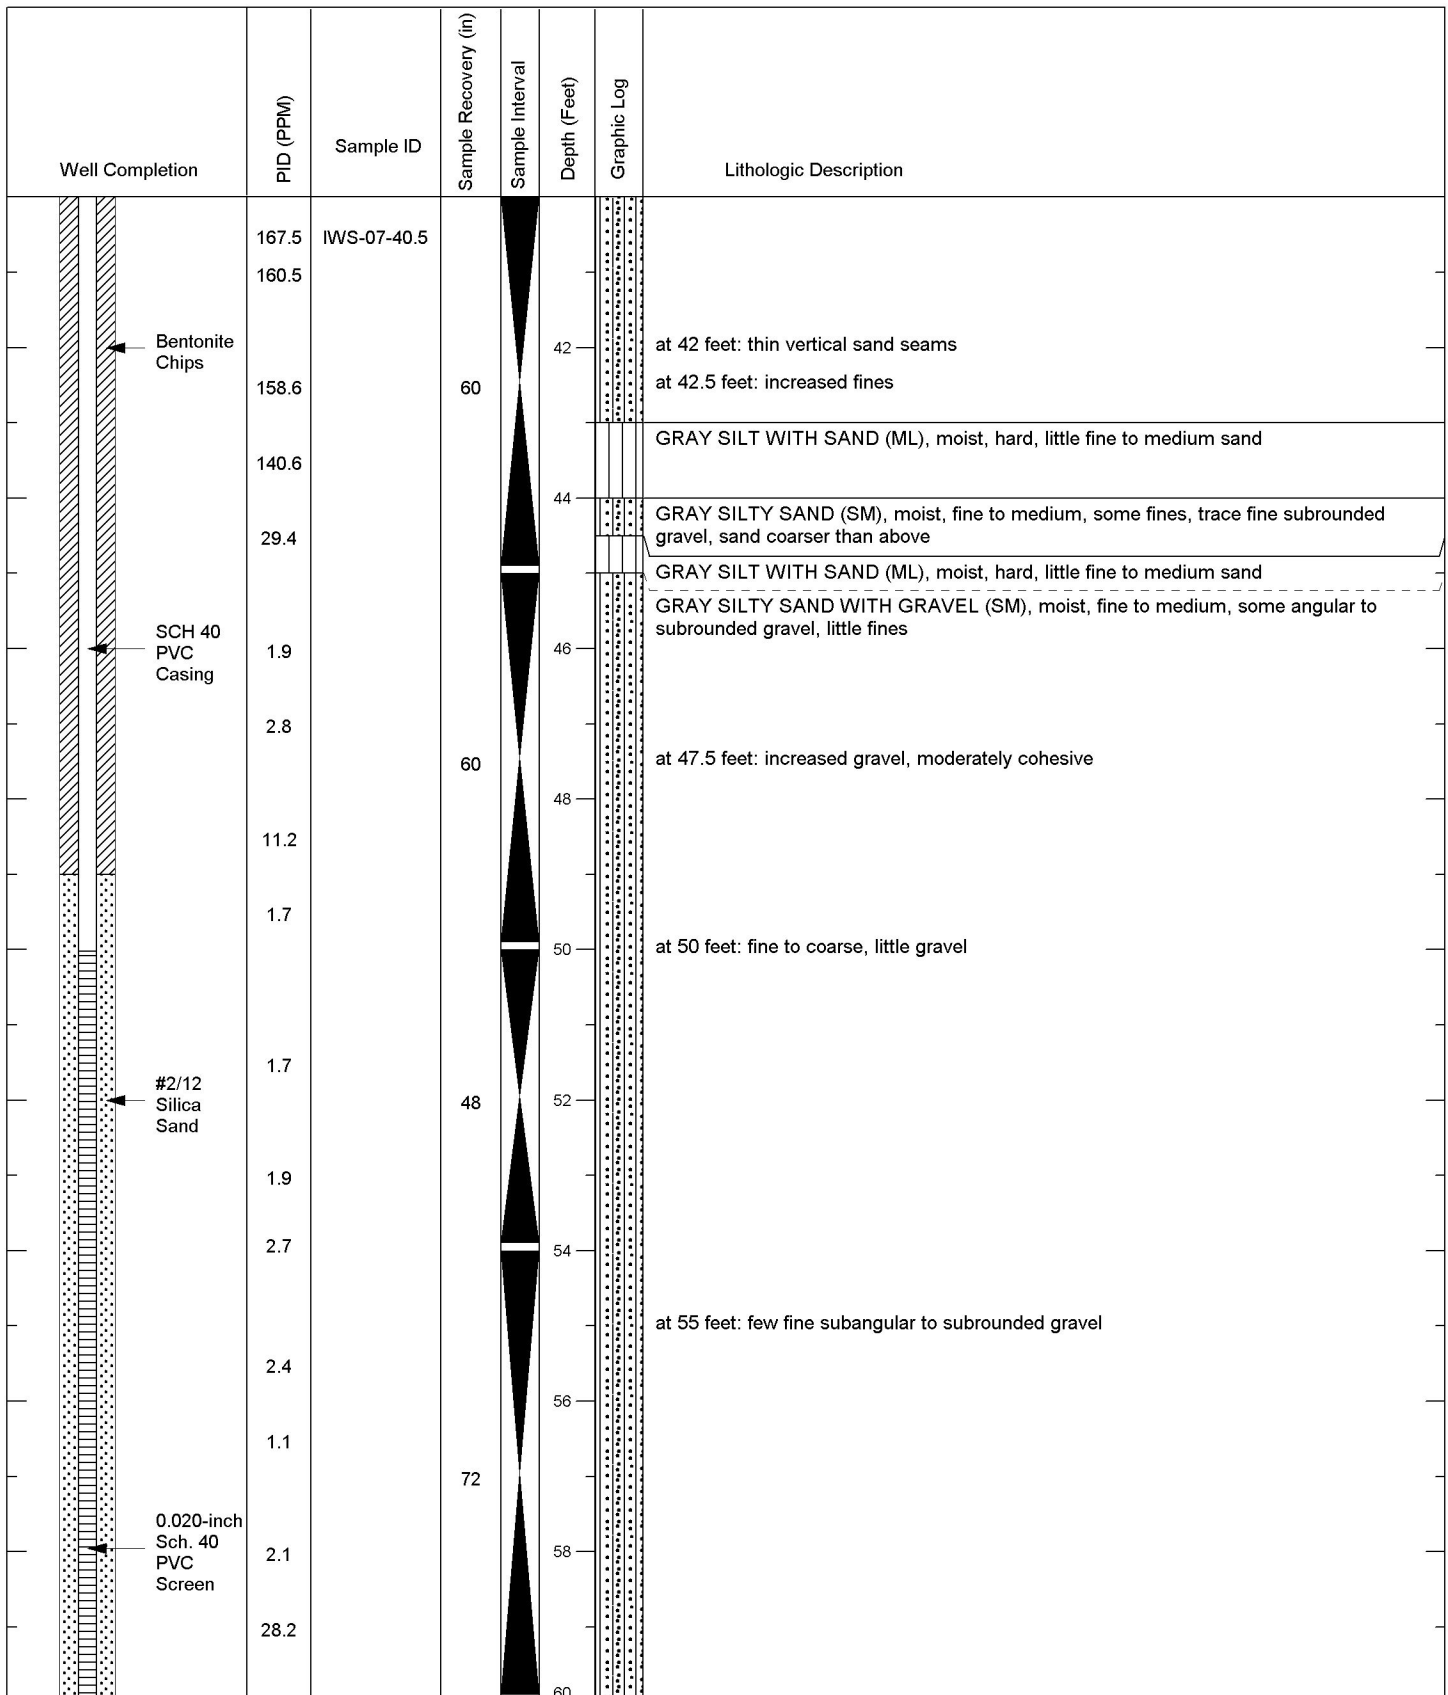 Well Completion
PID (PPM)
Sample ID
Sample Recovery (in)
Sample Interval
Depth (Feet)
Graphic Log
Lithologic Description
167.5
IWS-07-40.5
160.5
Bentonite
Chips
42
at 42 feet: thin vertical sand seams
158.6
60
at 42.5 feet: increased fines
GRAY SILT WITH SAND (ML), moist, hard, little fine to medium sand
140.6
44
GRAY SILTY SAND (SM), moist, fine to medium, some fines, trace fine subrounded
gravel, sand coarser than above
29.4
GRAY SILT WITH SAND (ML), moist, hard, little fine to medium sand
GRAY SILTY SAND WITH GRAVEL (SM), moist, fine to medium, some angular to
subrounded gravel, little fines
SCH 40
PVC
Casing
1.9
46
2.8
60
at 47.5 feet: increased gravel, moderately cohesive
48
11.2
1.7
50
at 50 feet: fine to coarse, little gravel
1.7
#2/12
Silica
Sand
48
52
1.9
2.7
54
at 55 feet: few fine subangular to subrounded gravel
2.4
56
1.1
72
0.020-inch
Sch. 40
PVC
Screen
2.1
58
28.2
60